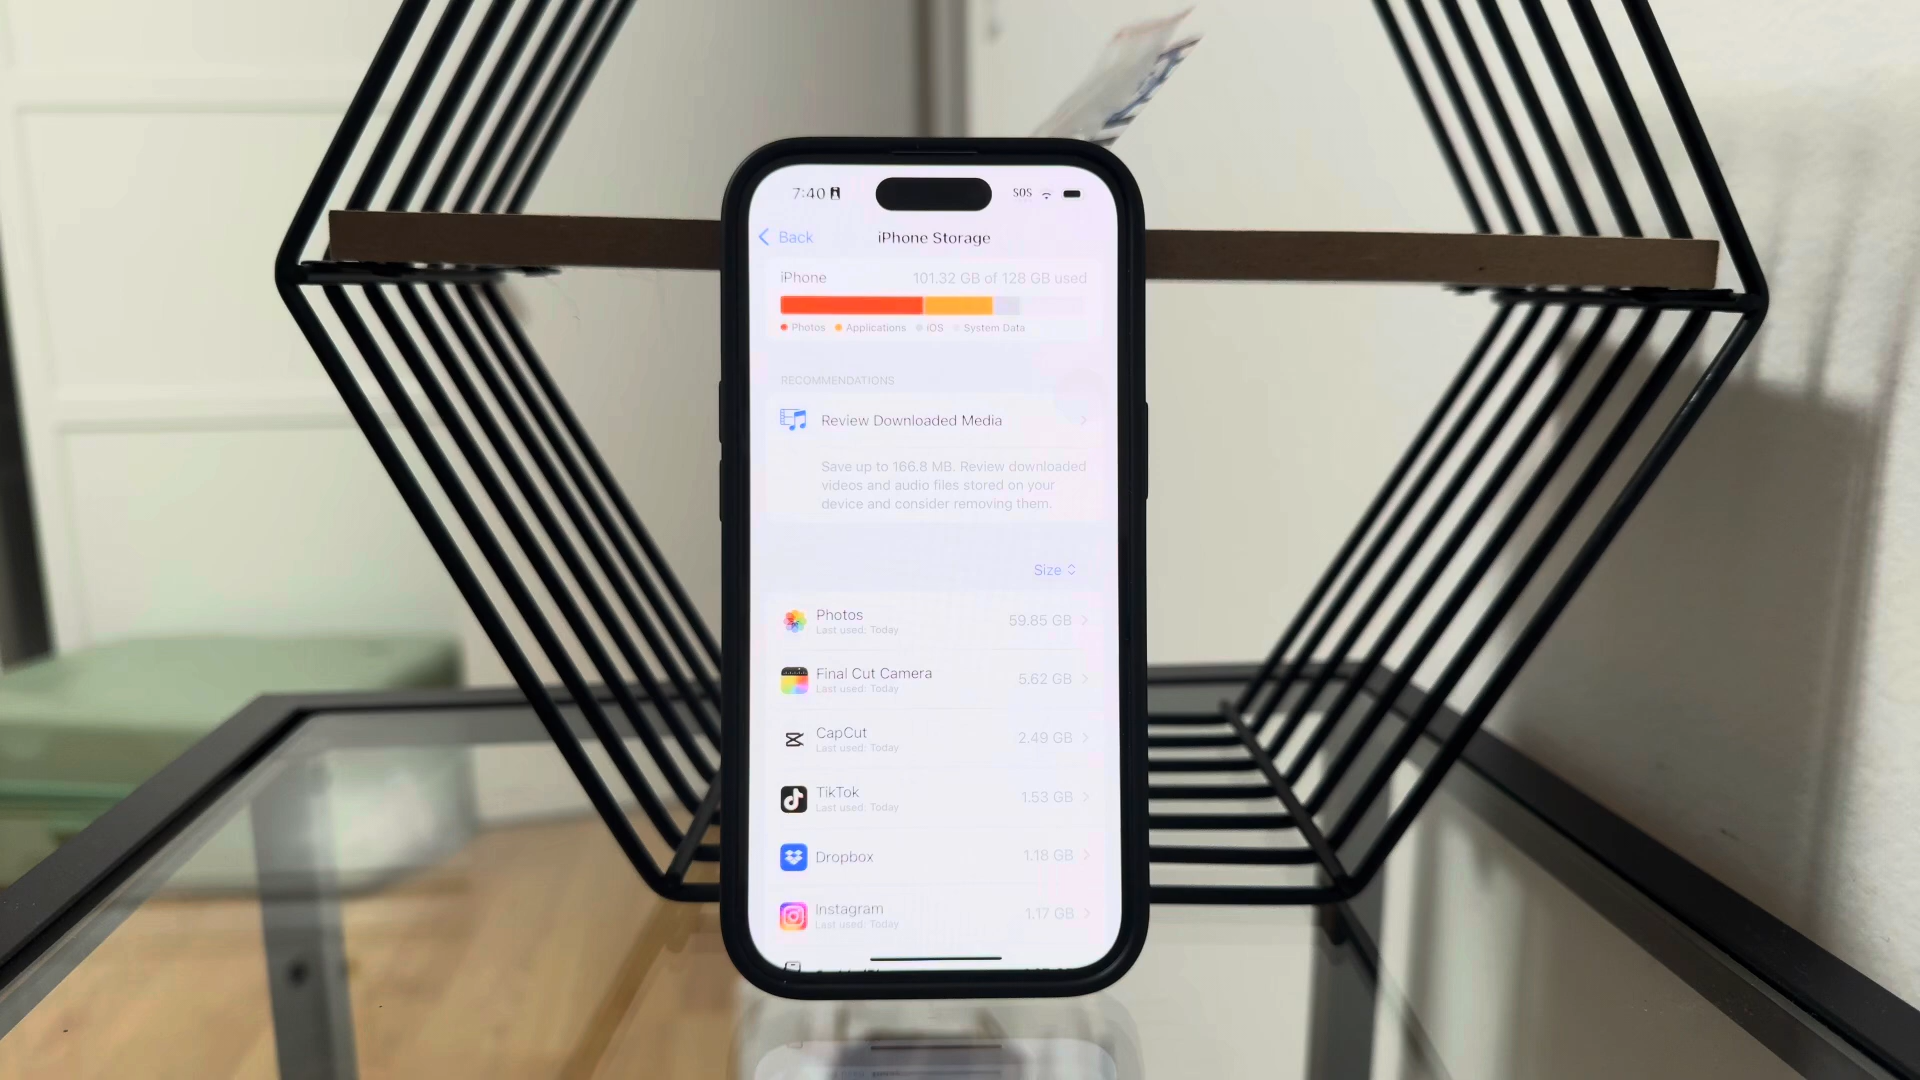 7:40
SOS
Back
iPhone Storage
iPhone 101.32 GB of 128 GB used
Photos Applications iOS System Data
RECOMMENDATIONS
Review Downloaded Media
Save up to 166.8 MB. Review downloaded
videos and audio files stored on your
device and consider removing them.
Size
Photos
Last used: Today
59.85 GB
Final Cut Camera
Last used: Today
5.62 GB
CapCut
Last used: Today
2.49 GB
TikTok
Last used: Today
1.53 GB
Dropbox
1.18 GB
Instagram
Last used: Today
1.17 GB